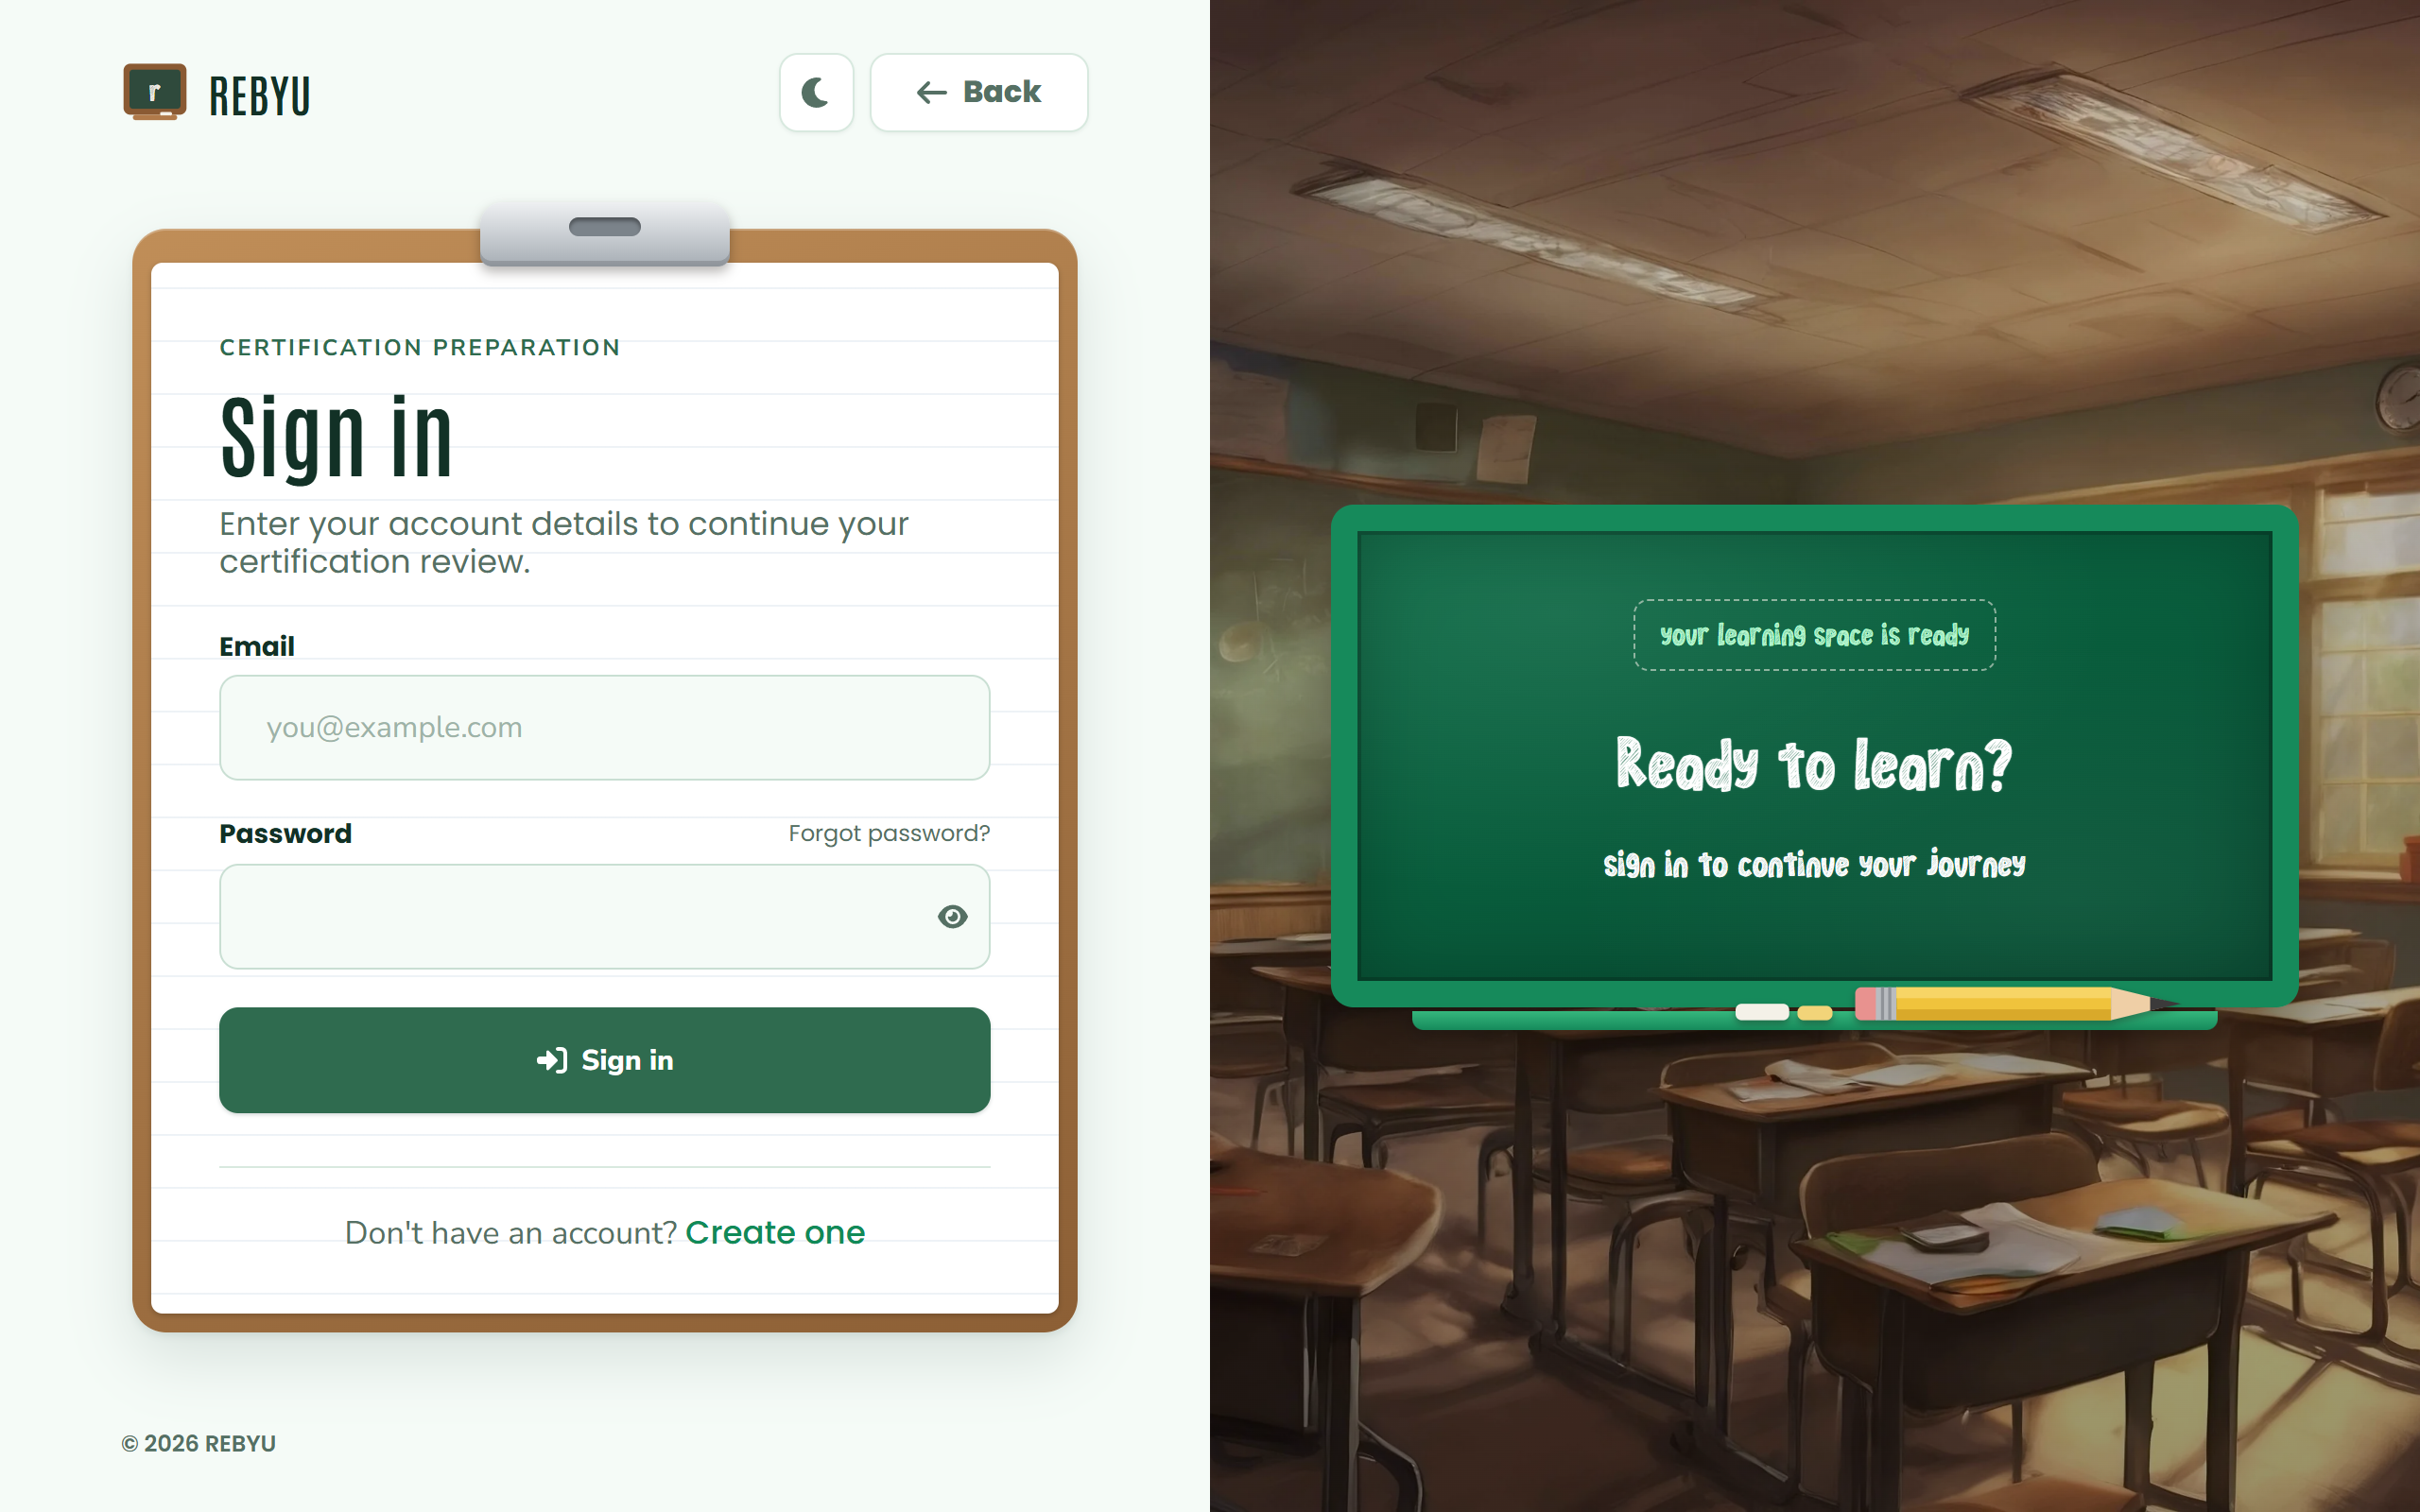 r
REBYU
Back
CERTIFICATION PREPARATION
Sign in
Enter your account details to continue your
certification review.
Email
you@example.com
Password
Forgot password?
Sign in
Don't have an account? Create one
© 2026 REBYU
your learning space is ready
Ready to learn?
sign in to continue your journey